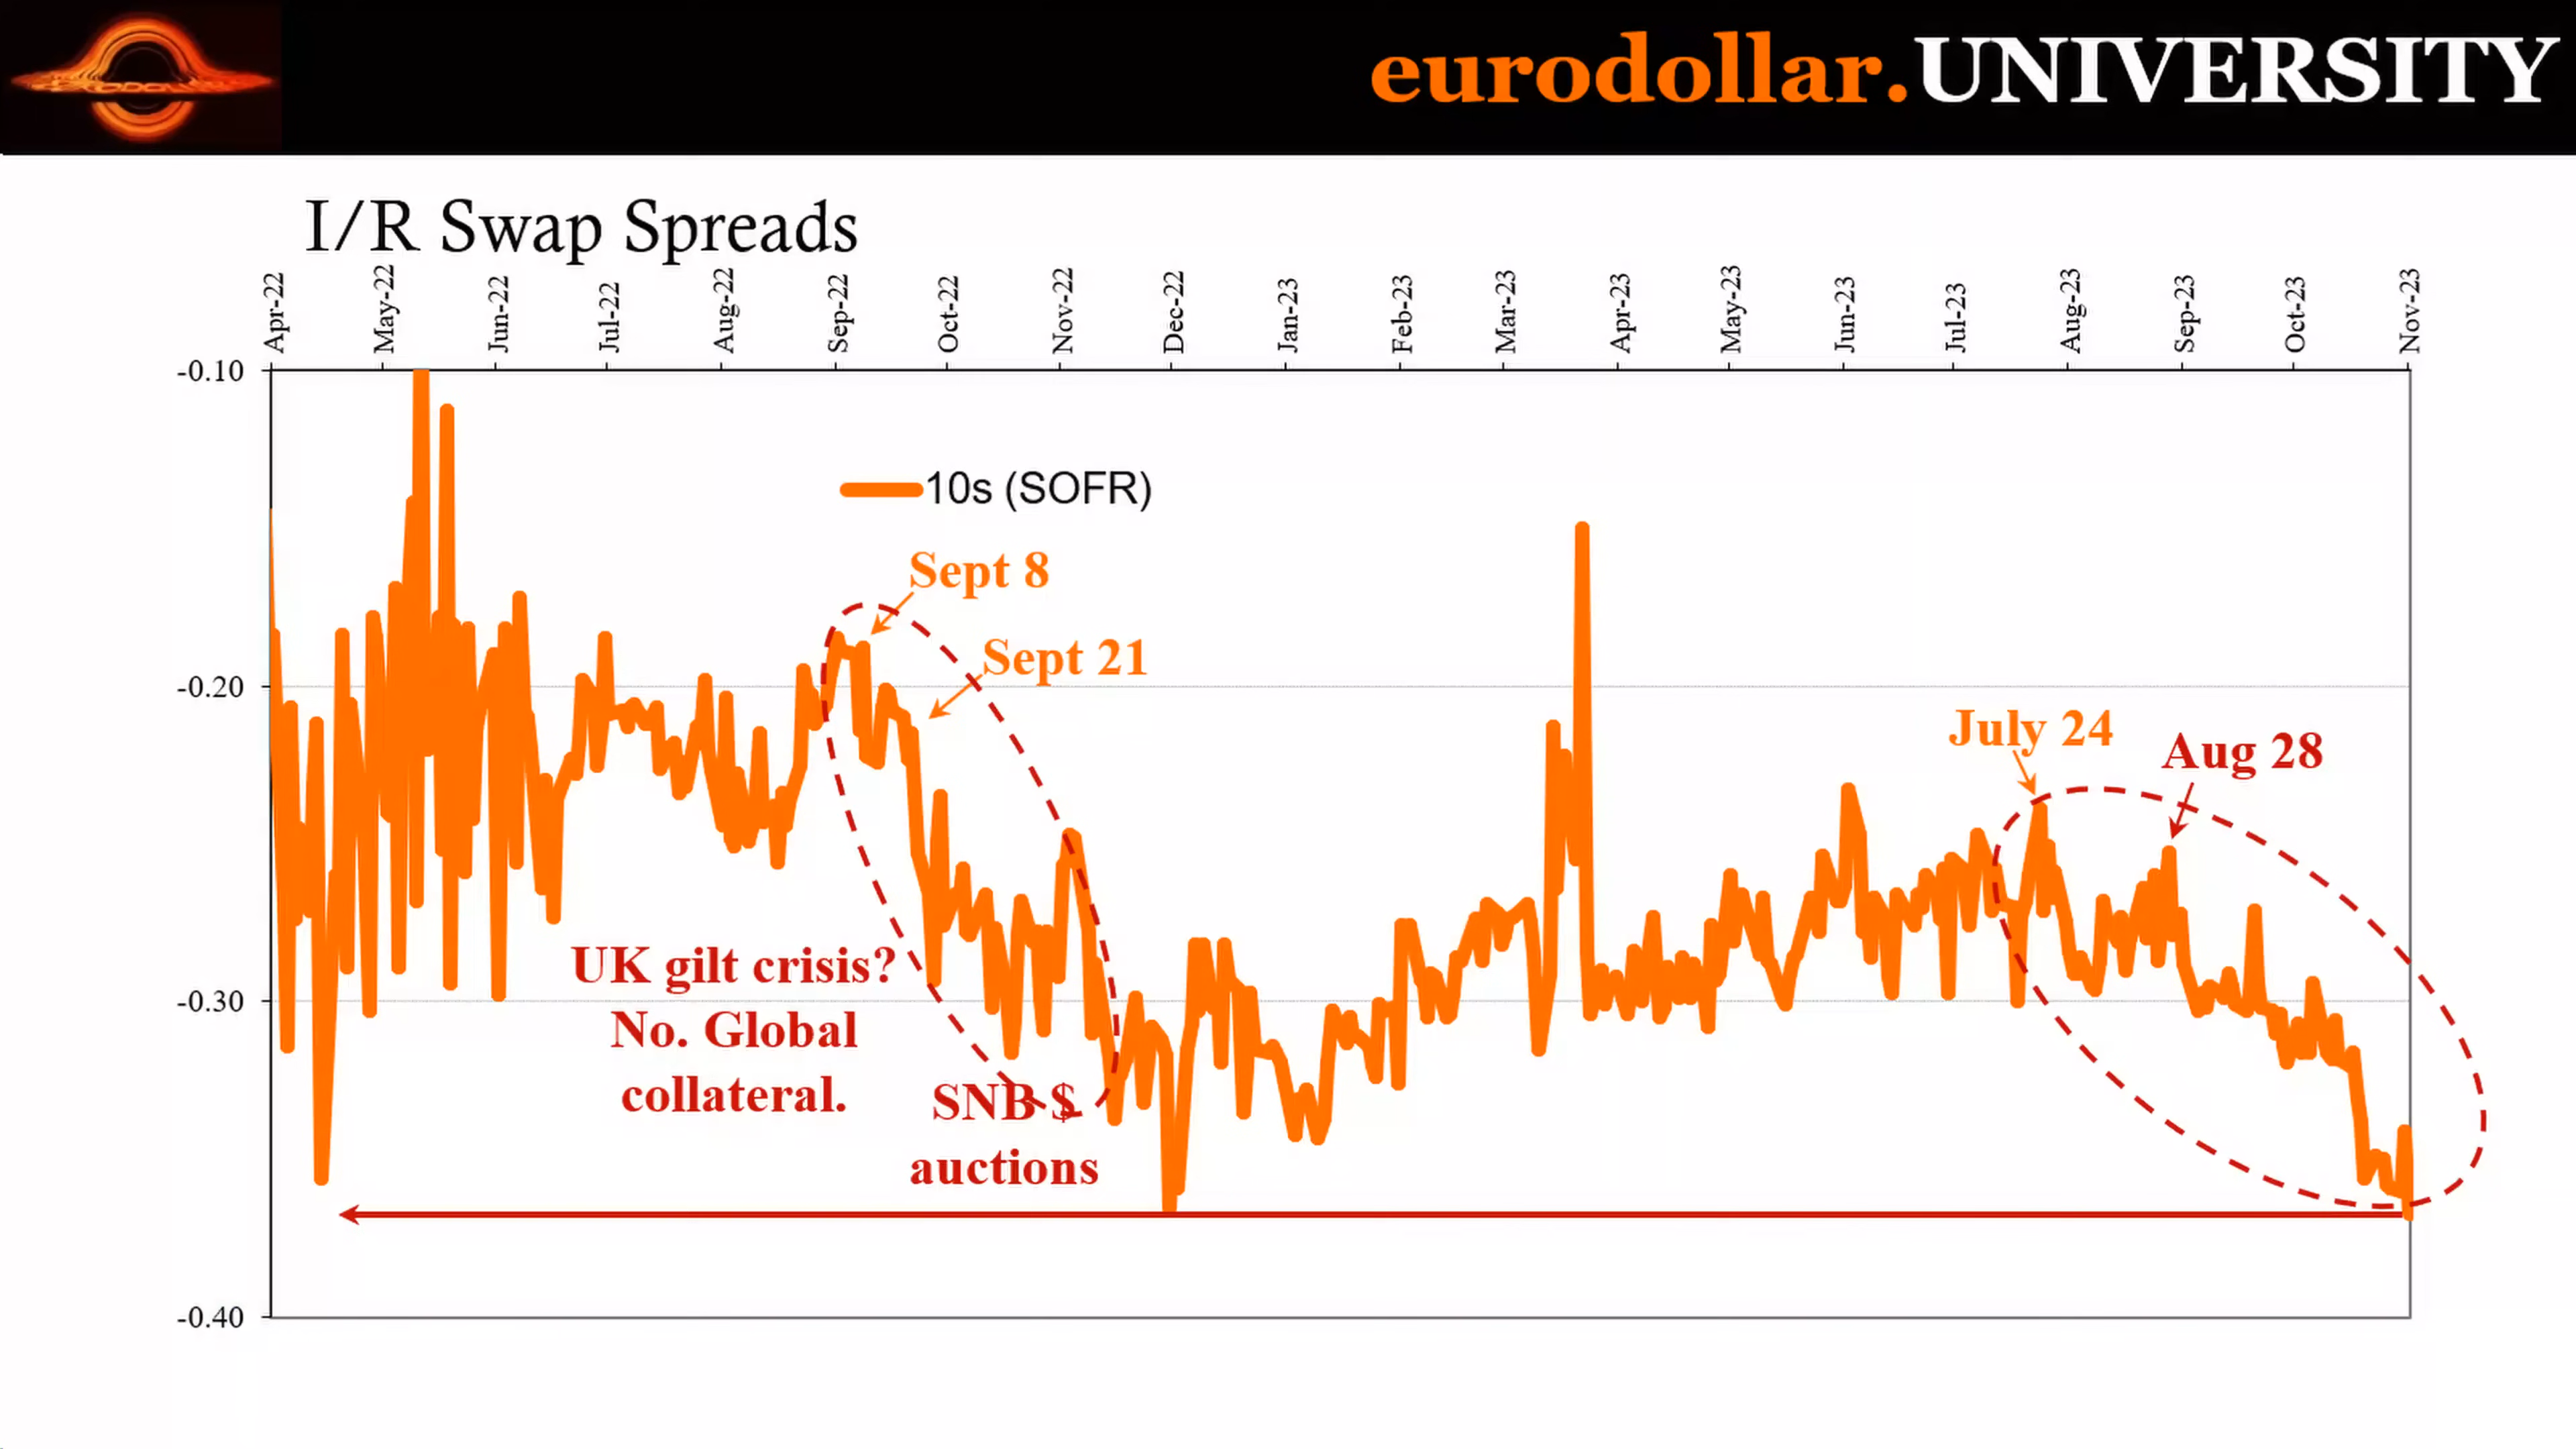 eurodollar.UNIVERSITY
I/R Swap Spreads
Apr-22
May-22
Jun-22
Jul-22
Aug-22
Sep-22
Oct-22
Nov-22
Dec-22
Jan-23
Feb-23
Mar-23
Apr-23
May-23
Jun-23
Jul-23
Aug-23
Sep-23
Oct-23
Nov-23
-0.10
10s (SOFR)
Sept 8
Sept 21
-0.20
July 24
Aug 28
UK gilt crisis?
No. Global
collateral.
-0.30
SNB $
auctions
-0.40